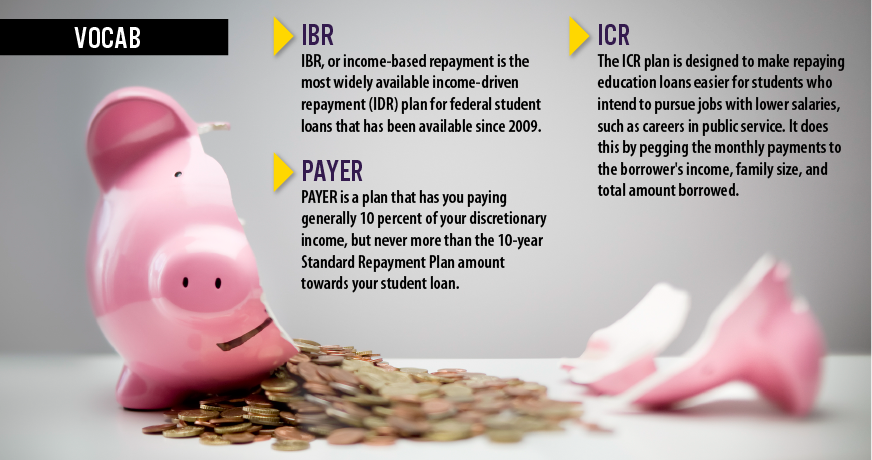 VOCAB
IBR
IBR, or income-based repayment is the
most widely available income-driven
repayment (IDR) plan for federal student
loans that has been available since 2009.
PAYER
PAYER is a plan that has you paying
generally 10 percent of your discretionary
income, but never more than the 10-year
Standard Repayment Plan amount
towards your student loan.
ICR
The ICR plan is designed to make repaying
education loans easier for students who
intend to pursue jobs with lower salaries,
such as careers in public service. It does
this by pegging the monthly payments to
the borrower's income, family size, and
total amount borrowed.